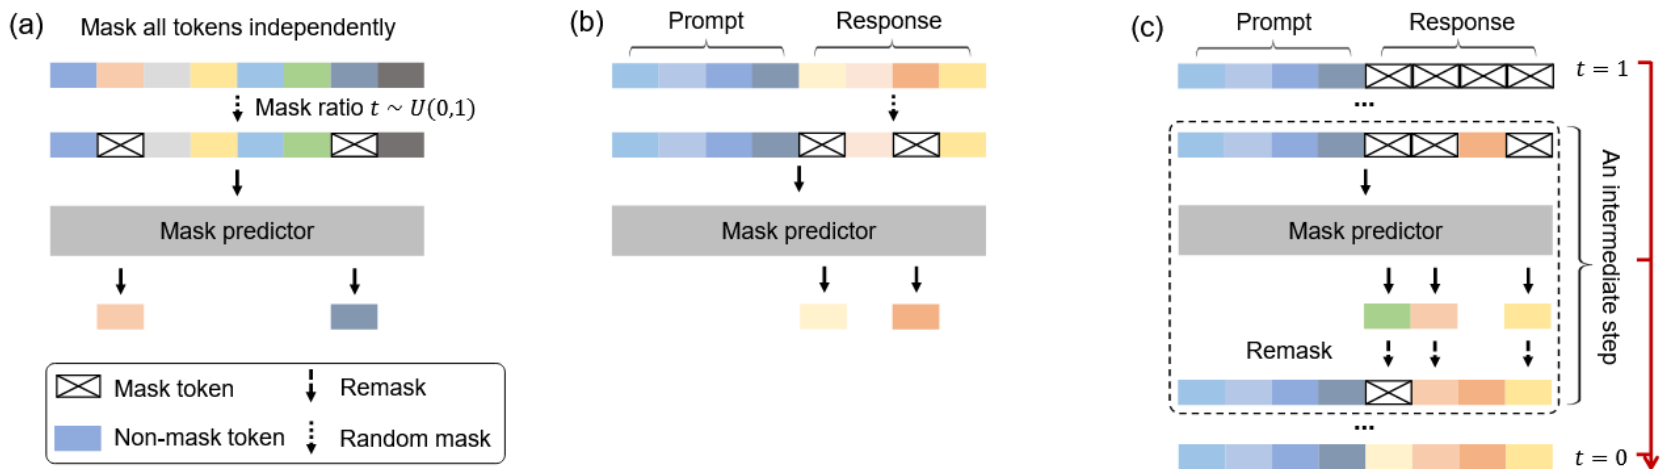 (a)
Mask all tokens independently
Mask ratio t ~ U(0,1)
Mask predictor
Mask token
Remask
Non-mask token
Random mask
(b)
Prompt
Response
Mask predictor
(c)
Prompt
Response
t = 1
...
Mask predictor
Remask
An intermediate step
...
t = 0